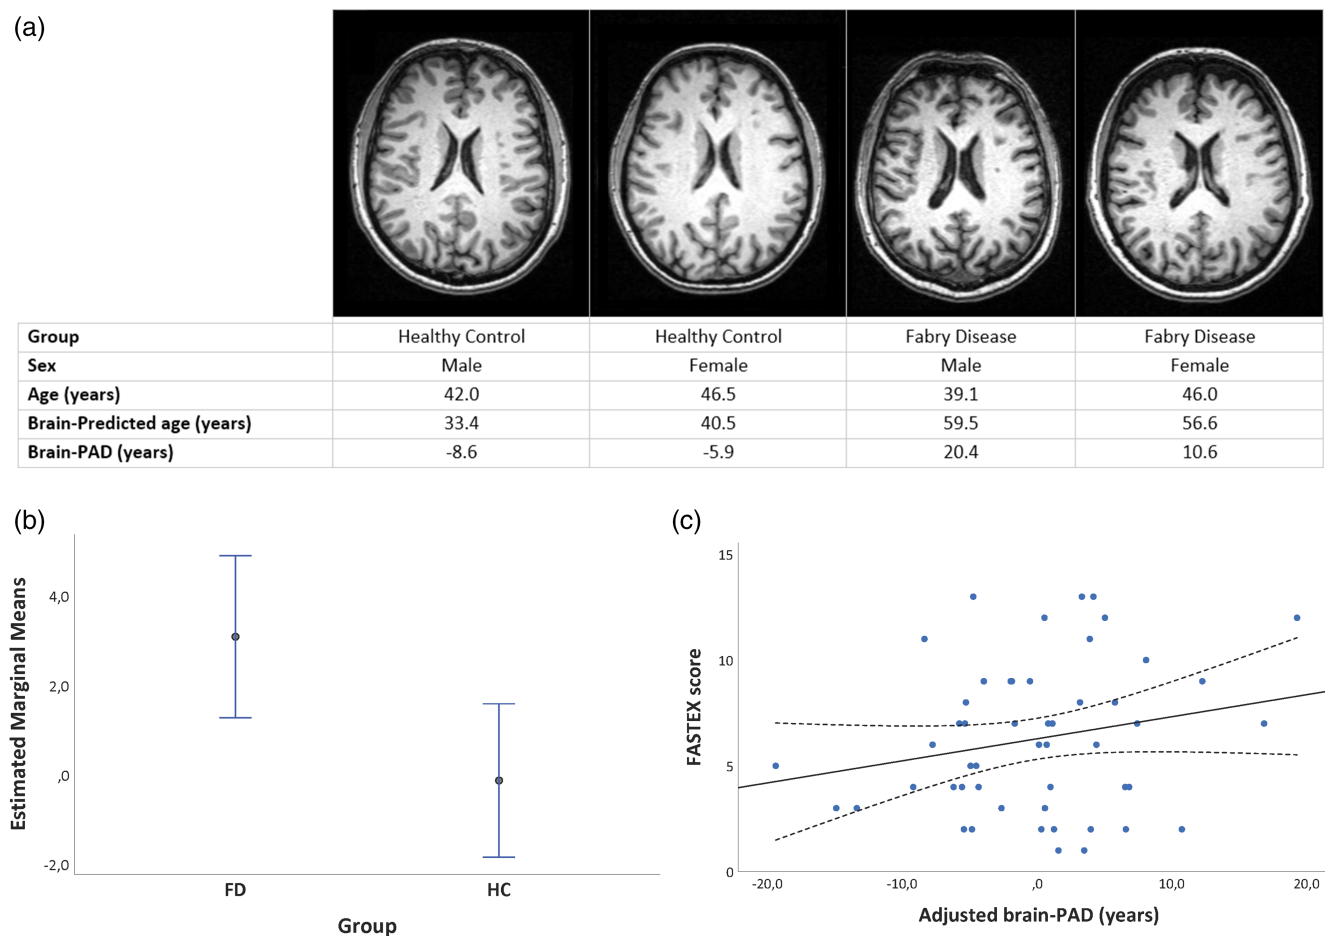 (a)
Group Healthy Control Healthy Control Fabry Disease Fabry Disease
Sex Male Female Male Female
Age (years) 42.0 46.5 39.1 46.0
Brain-Predicted age (years) 33.4 40.5 59.5 56.6
Brain-PAD (years) -8.6 -5.9 20.4 10.6
(b)
Estimated Marginal Means
4,0
2,0
,0
-2,0
FD HC
Group
(c)
FASTEX score
15
10
5
0
-20,0 -10,0 ,0 10,0 20,0
Adjusted brain-PAD (years)